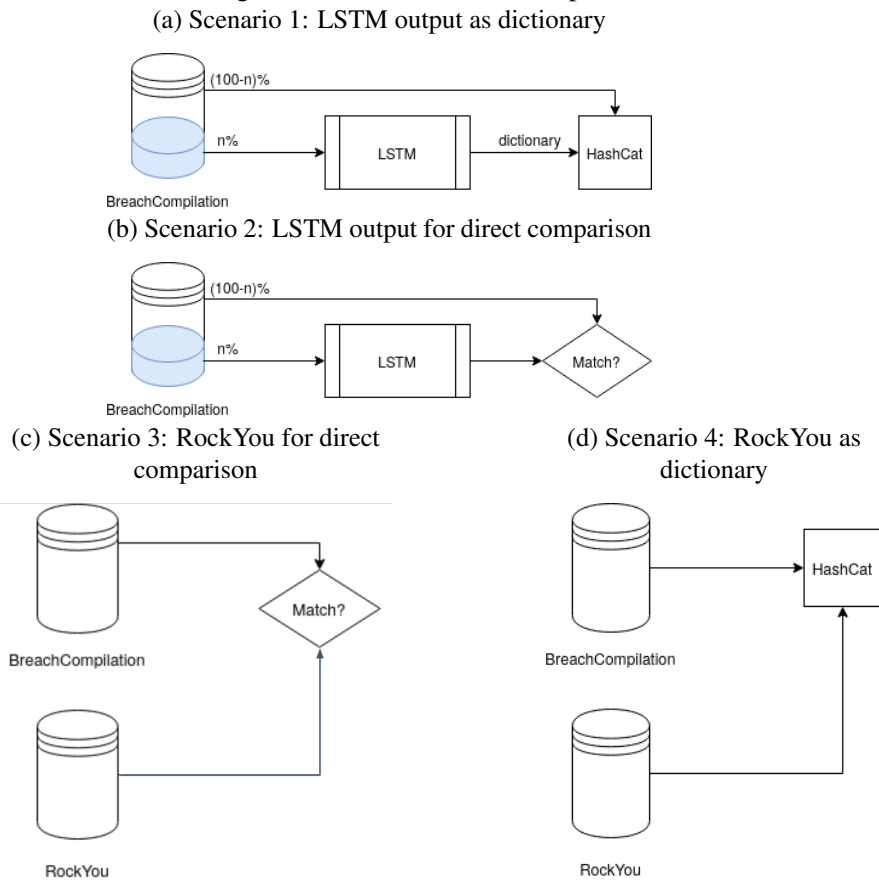 (a) Scenario 1: LSTM output as dictionary
(100-n)%
n%
LSTM
dictionary
HashCat
BreachCompilation
(b) Scenario 2: LSTM output for direct comparison
(100-n)%
n%
LSTM
Match?
BreachCompilation
(c) Scenario 3: RockYou for direct
comparison
Match?
BreachCompilation
RockYou
(d) Scenario 4: RockYou as
dictionary
HashCat
BreachCompilation
RockYou